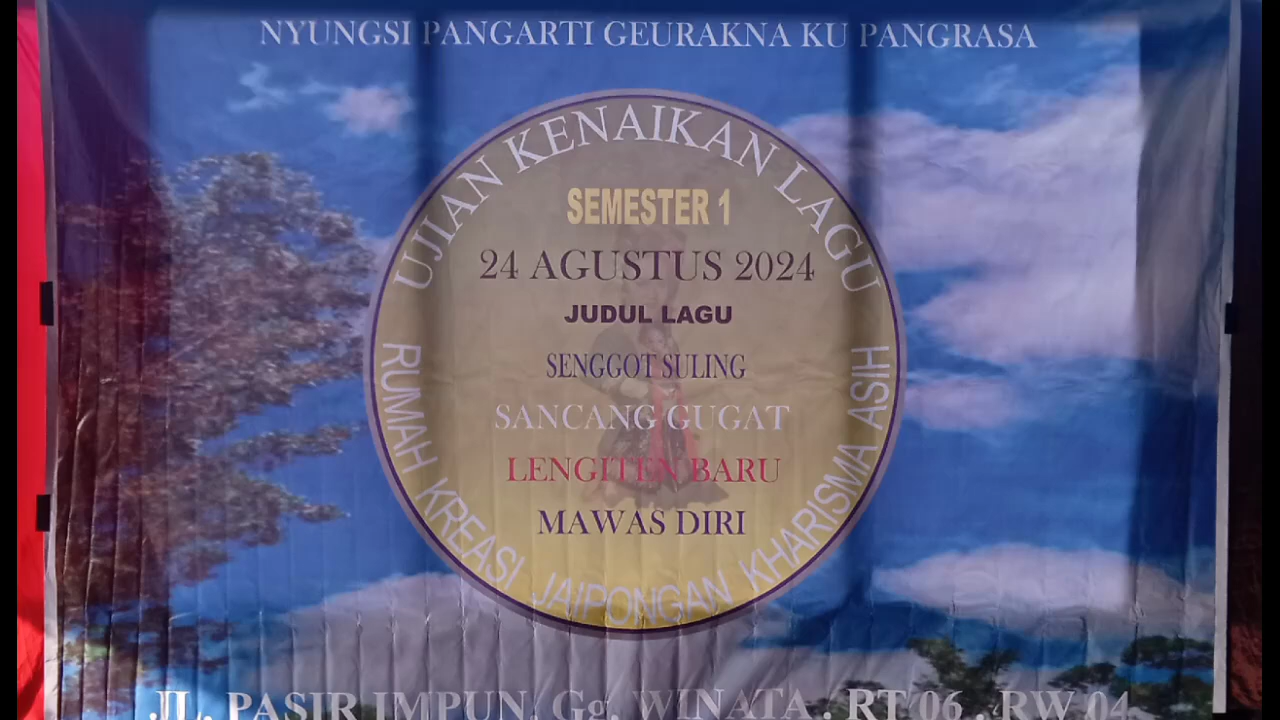 NYUNGSI PANGARTI GEURAKNA KU PANGRASA
UJIAN KENAIKAN LAGU
SEMESTER 1
24 AGUSTUS 2024
JUDUL LAGU
SENGGOT SULING
SANCANG GUGAT
LENGITEN BARU
MAWAS DIRI
RUMAH KREASI JAIPONGAN KHARISMA ASIH
JL. PASIR IMPUN. Gg. WINATA. RT 06. RW 04